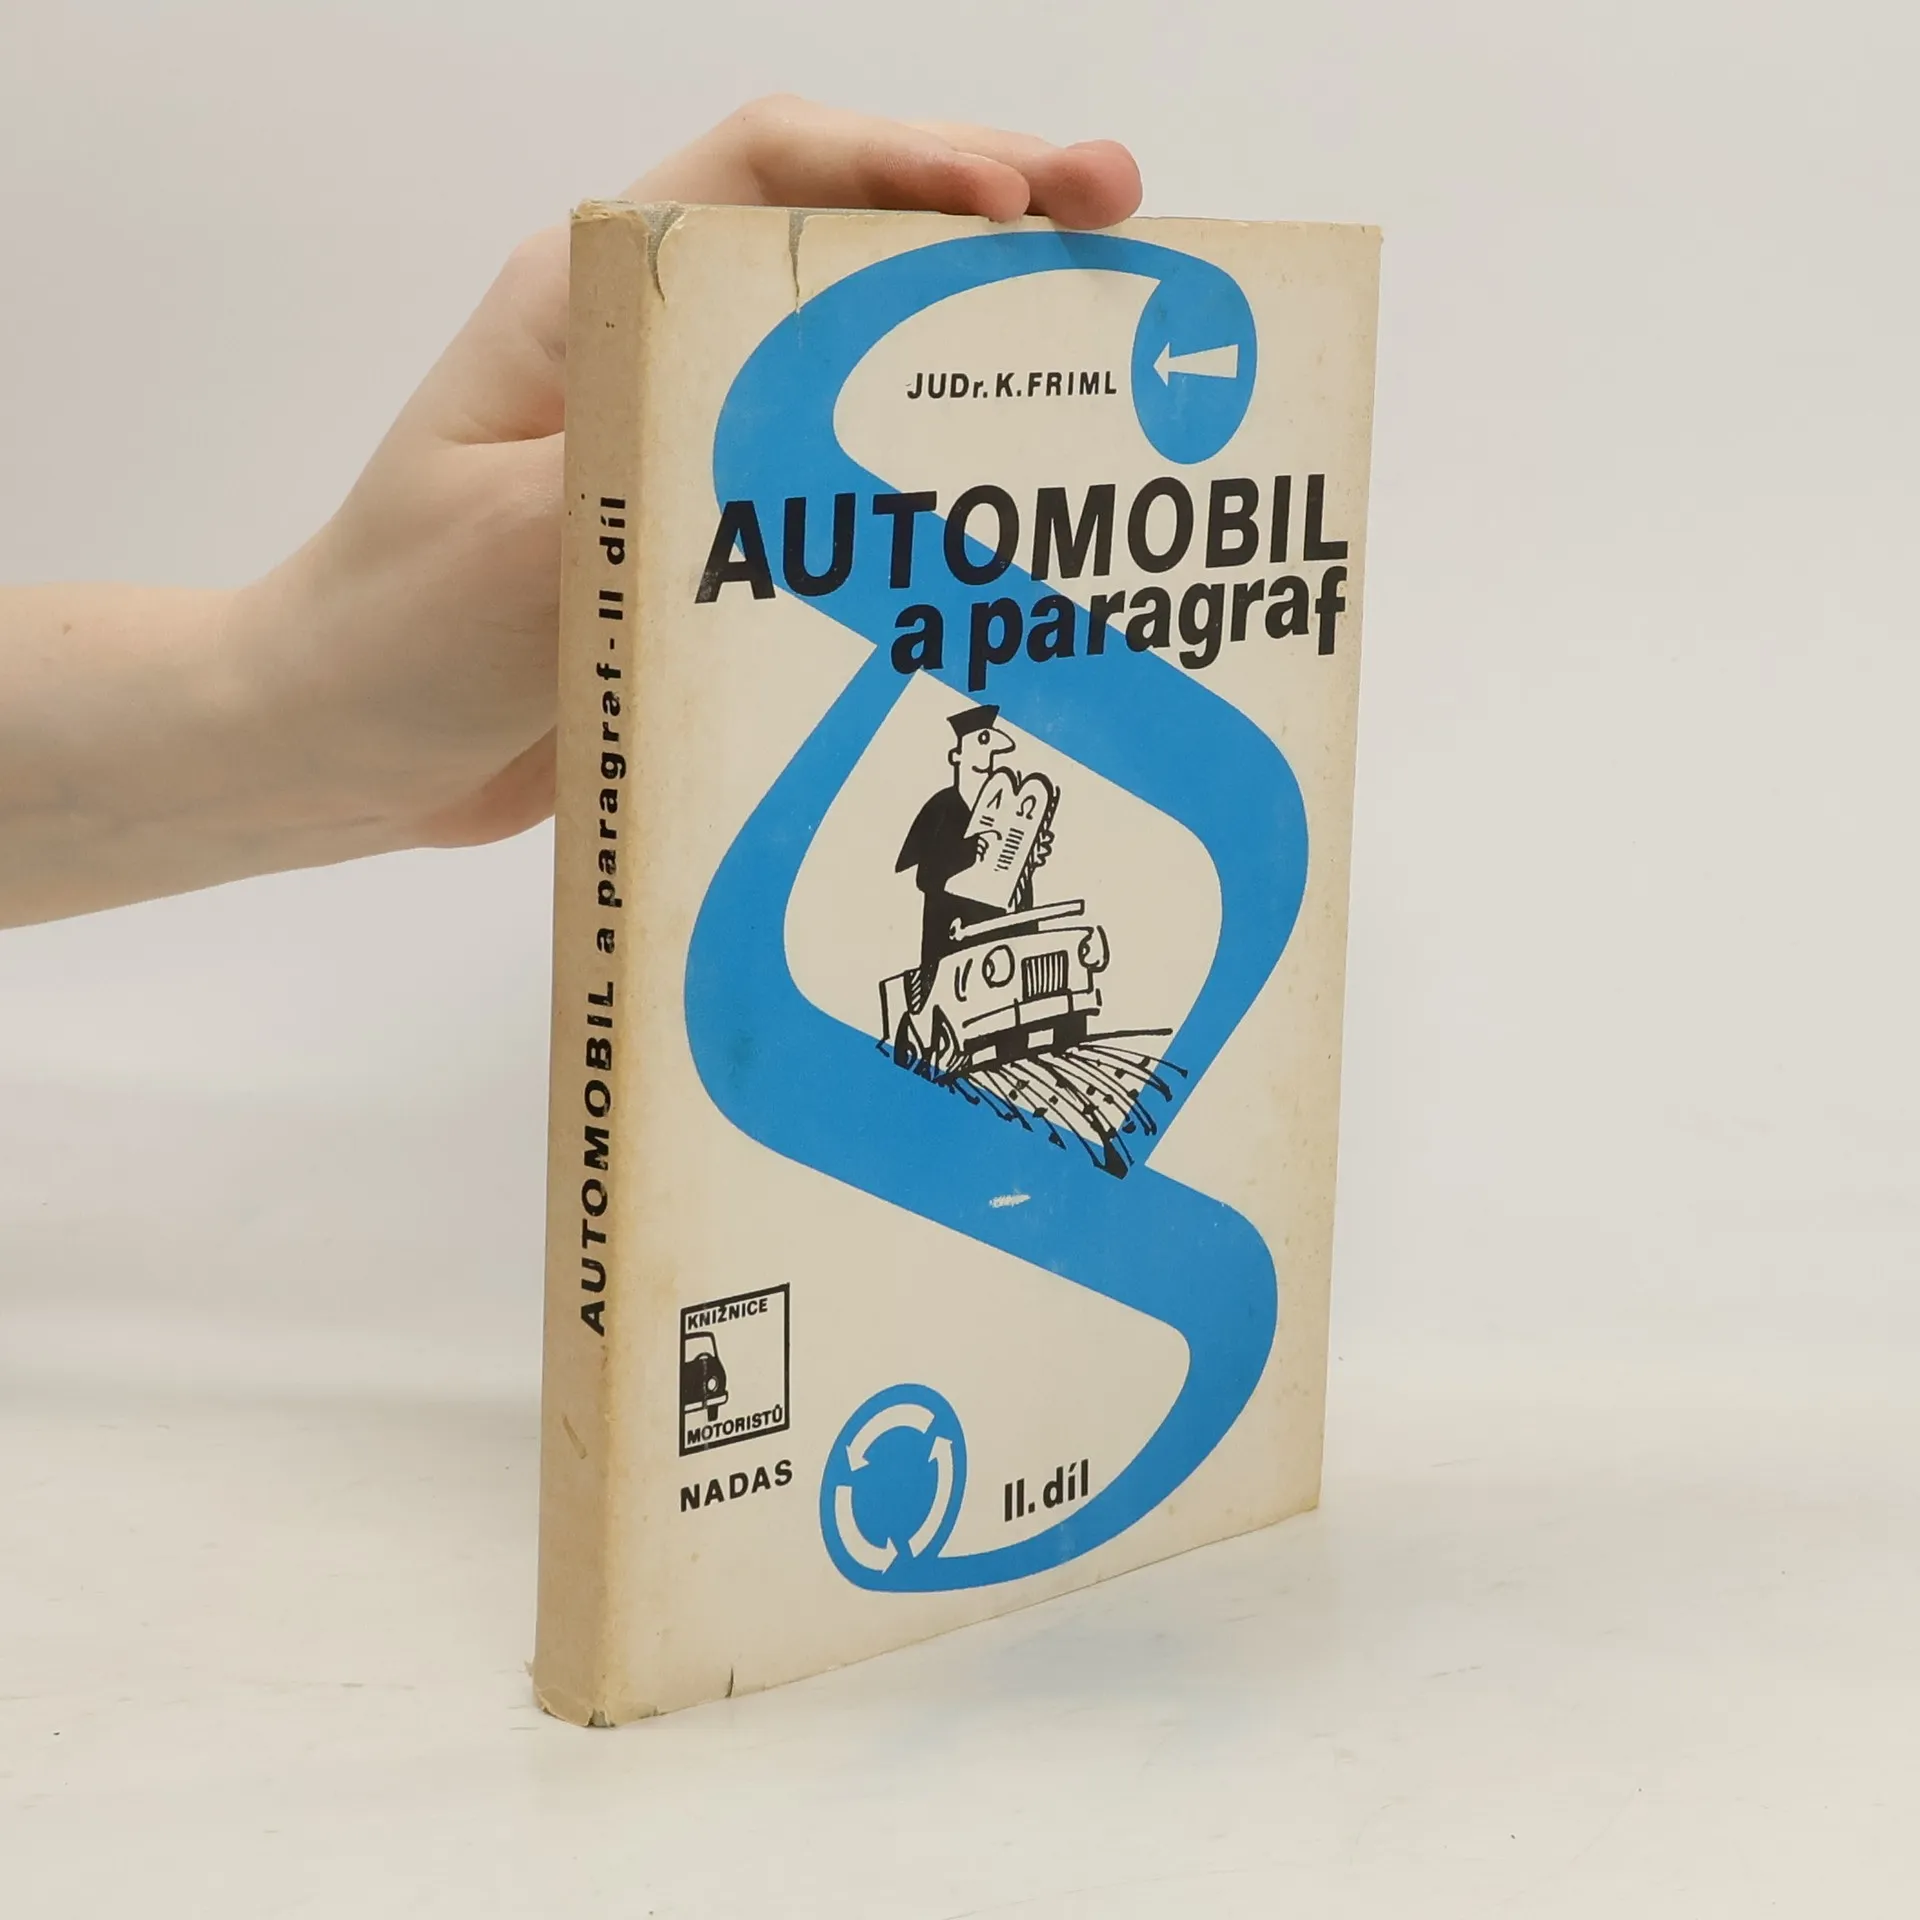 JUDr. K. FRIML
AUTOMOBIL
a paragraf
AUTOMOBIL a paragraf - II díl
KNIŽNICE
MOTORISTŮ
NADAS
II. díl